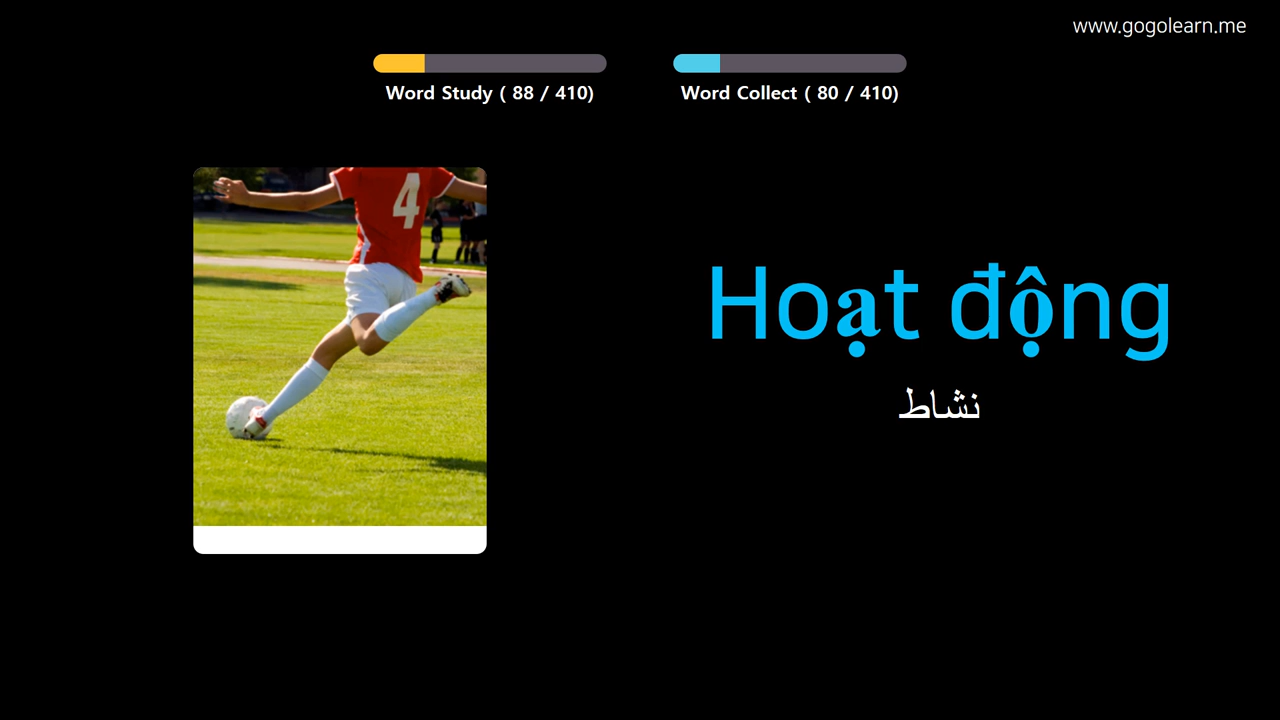 www.gogolearn.me
Word Study ( 88 / 410)
Word Collect ( 80 / 410)
4
Hoạt động
نشاط